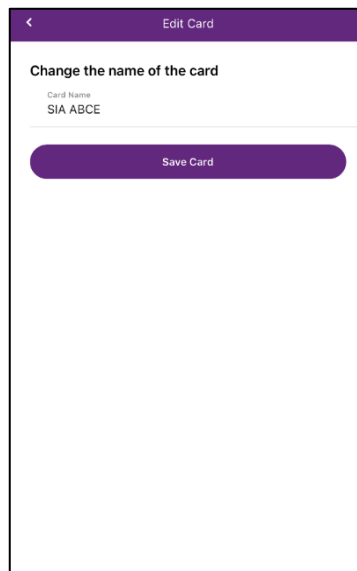 Edit Card
Change the name of the card
Card Name
SIA ABCE
Save Card